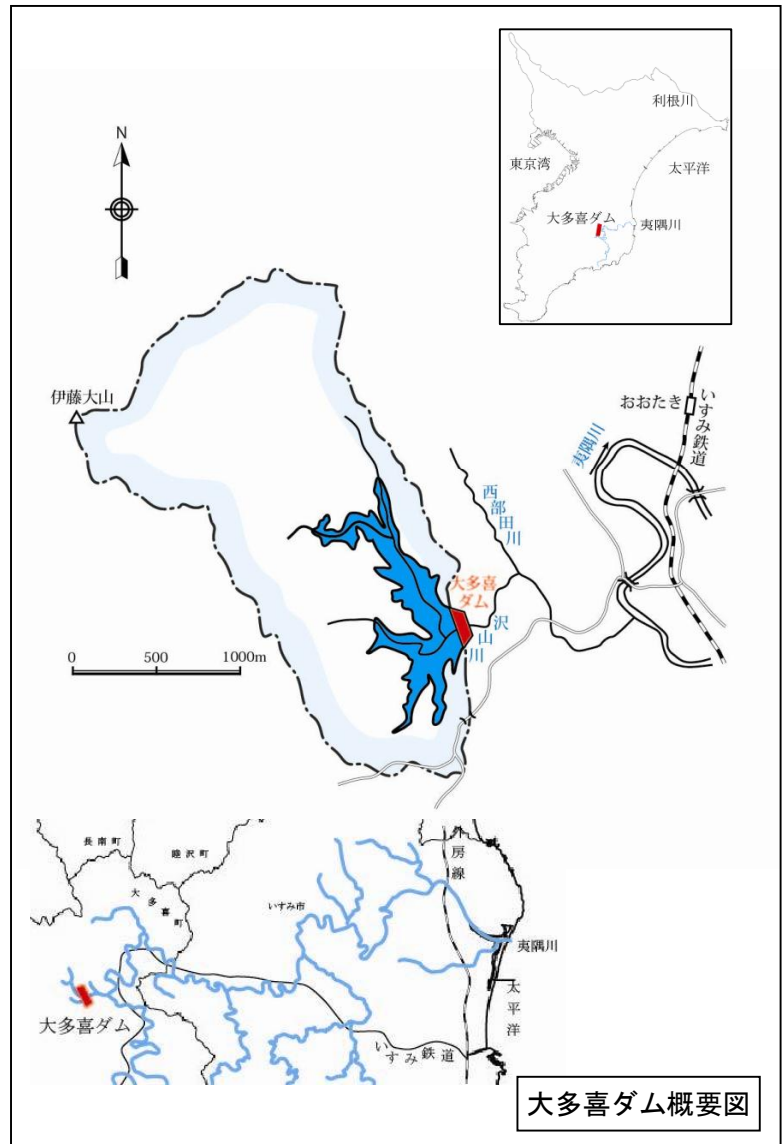 利根川
東京湾
太平洋
大多喜ダム
夷隅川
N
伊藤大山
おおたき
いすみ鉄道
夷隅川
西部田川
大多喜
ダム
沢山川
0 500 1000m
長南町
睦沢町
大多喜町
いすみ市
外房線
夷隅川
太平洋
大多喜ダム
いすみ鉄道
大多喜ダム概要図